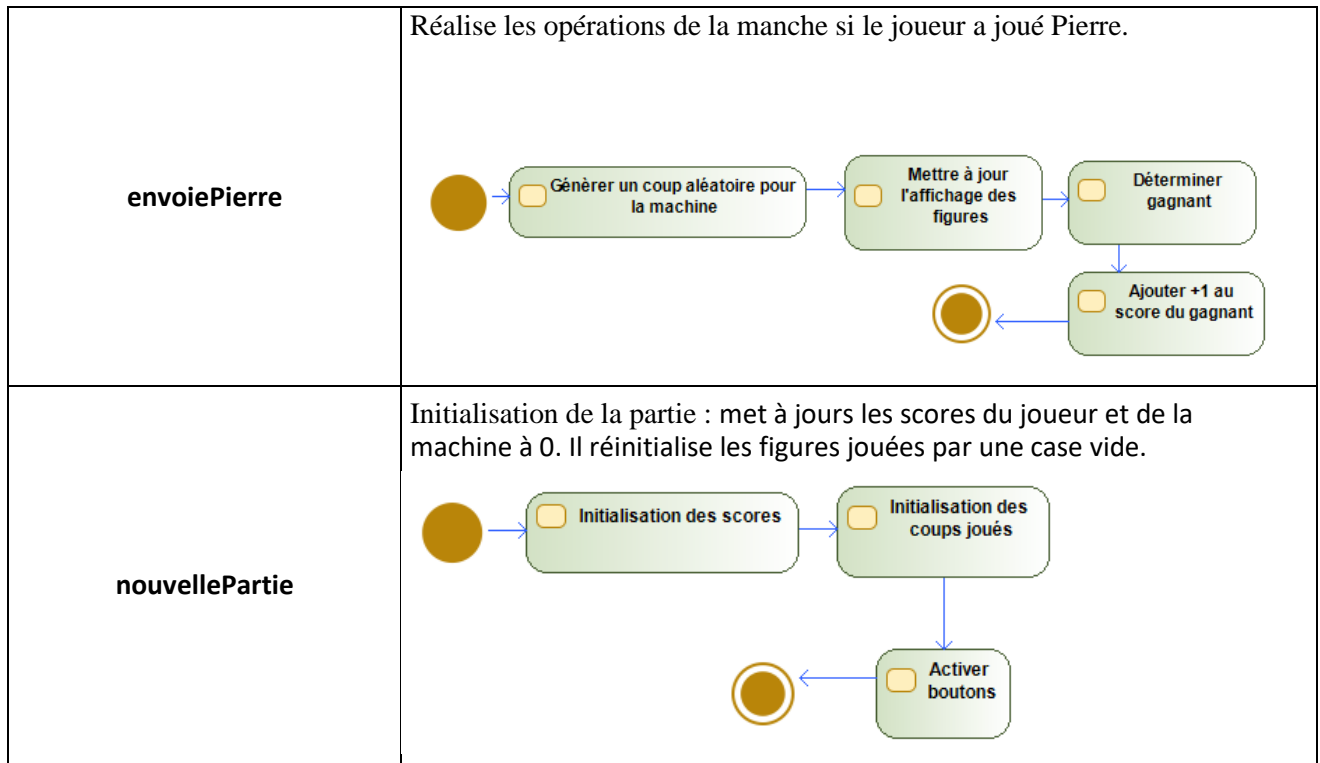 Réalise les opérations de la manche si le joueur a joué Pierre.
envoiePierre
Génèrer un coup aléatoire pour
la machine
Mettre à jour
l'affichage des
figures
Déterminer
gagnant
Ajouter +1 au
score du gagnant
Initialisation de la partie : met à jours les scores du joueur et de la
machine à 0. Il réinitialise les figures jouées par une case vide.
nouvellePartie
Initialisation des scores
Initialisation des
coups joués
Activer
boutons